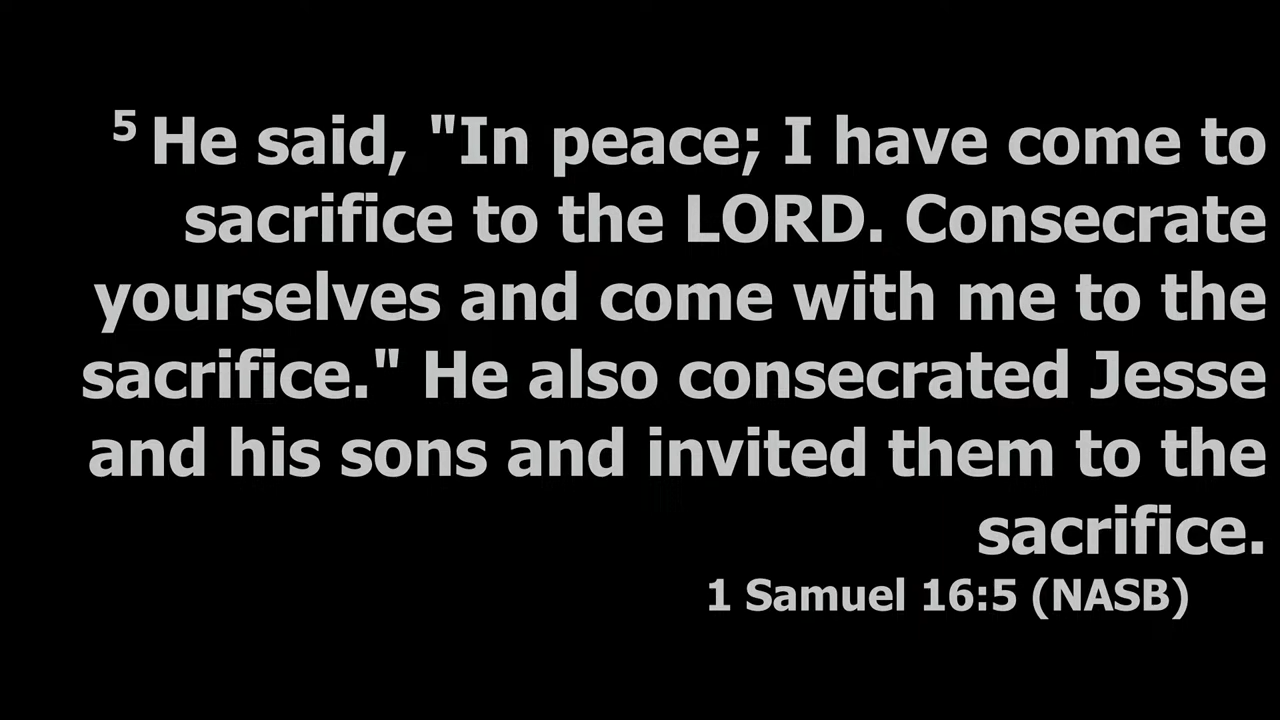 5 He said, "In peace; I have come to
sacrifice to the LORD. Consecrate
yourselves and come with me to the
sacrifice." He also consecrated Jesse
and his sons and invited them to the
sacrifice.
1 Samuel 16:5 (NASB)